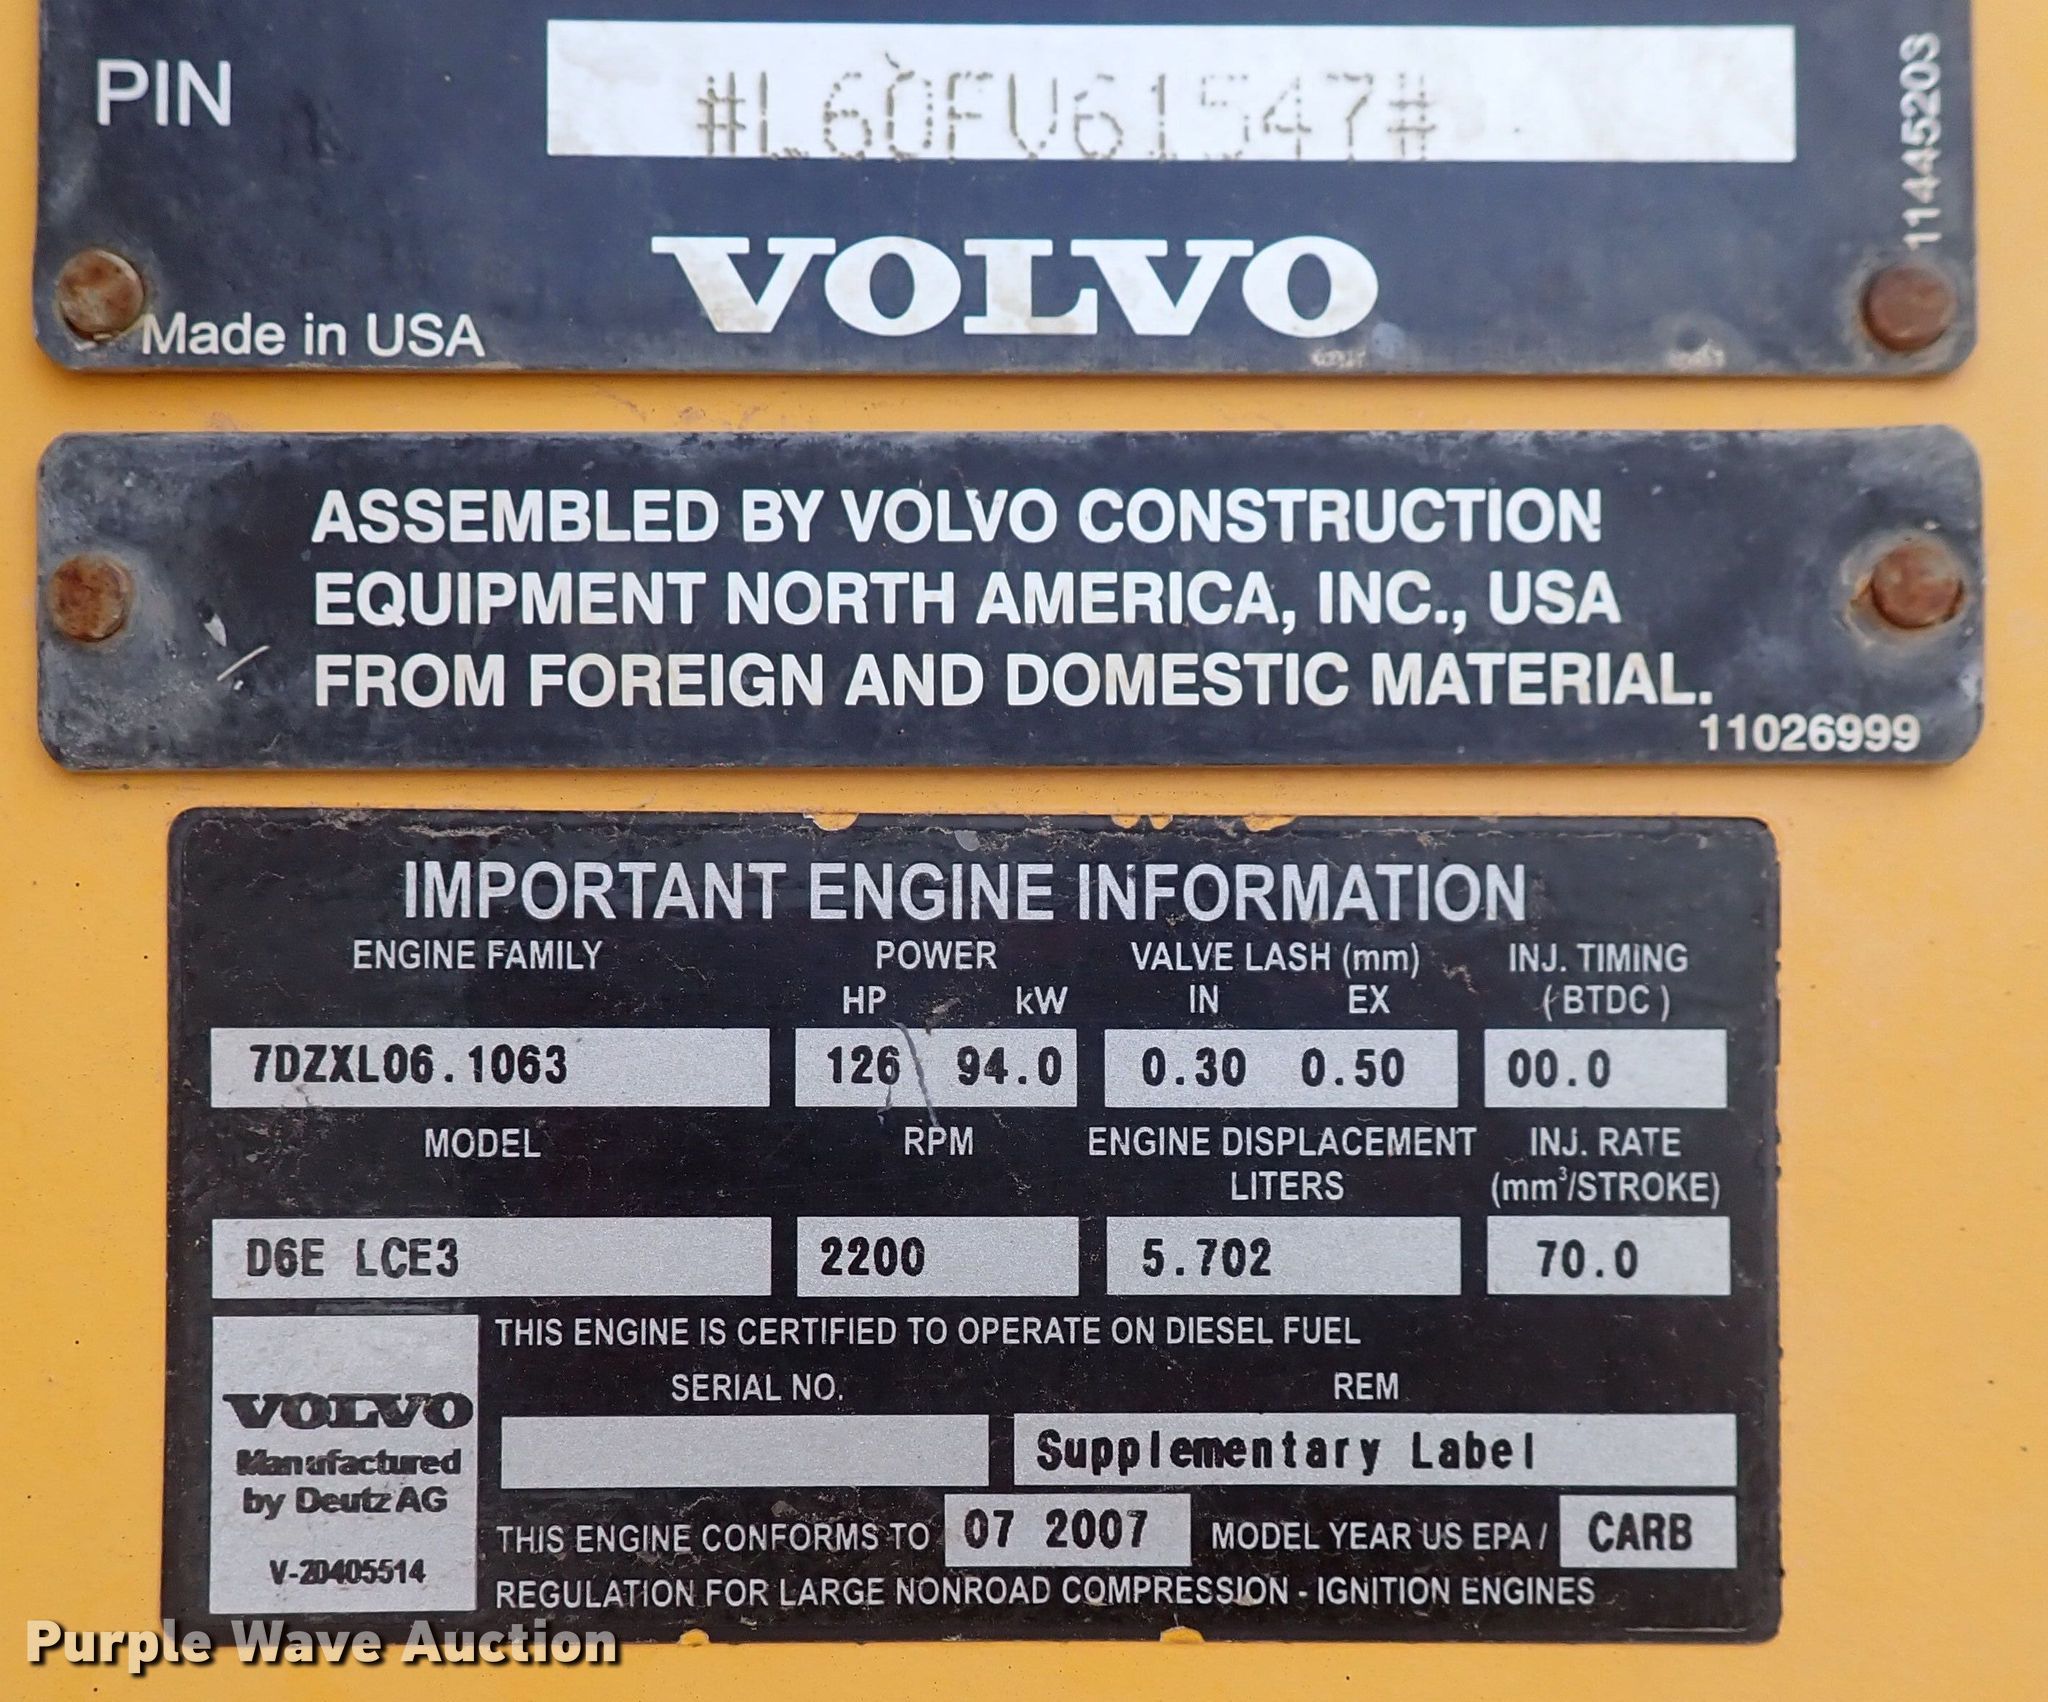 PIN #L60FV61547#
11445203
VOLVO
Made in USA
ASSEMBLED BY VOLVO CONSTRUCTION
EQUIPMENT NORTH AMERICA, INC., USA
FROM FOREIGN AND DOMESTIC MATERIAL.
11026999
IMPORTANT ENGINE INFORMATION
ENGINE FAMILY POWER VALVE LASH (mm) INJ. TIMING
HP kW IN EX (BTDC)
7DZXL06.1063 126 94.0 0.30 0.50 00.0
MODEL RPM ENGINE DISPLACEMENT INJ. RATE
LITERS (mm³/STROKE)
D6E LCE3 2200 5.702 70.0
THIS ENGINE IS CERTIFIED TO OPERATE ON DIESEL FUEL
SERIAL NO. REM
Supplementary Label
VOLVO
Manufactured
by Deutz AG
V-20405514
THIS ENGINE CONFORMS TO 07 2007 MODEL YEAR US EPA / CARB
REGULATION FOR LARGE NONROAD COMPRESSION - IGNITION ENGINES
Purple Wave Auction